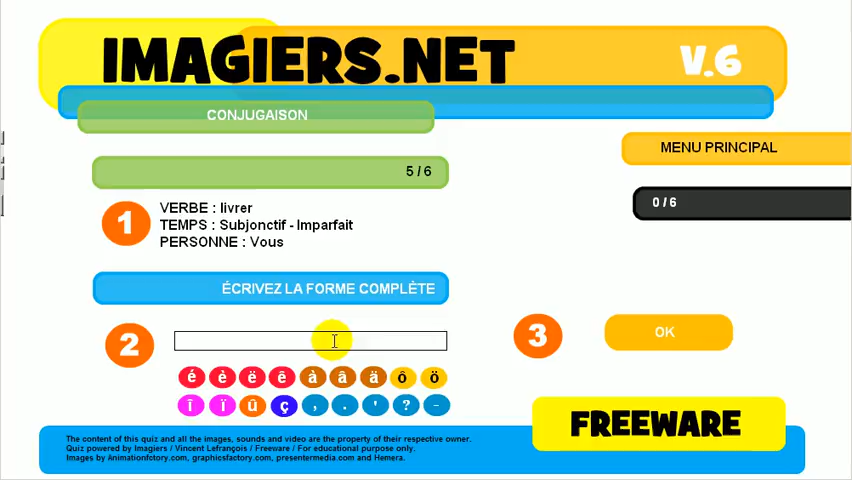 IMAGIERS.NET
V.6
CONJUGAISON
MENU PRINCIPAL
5 / 6
0 / 6
1
VERBE : livrer
TEMPS : Subjonctif - Imparfait
PERSONNE : Vous
ÉCRIVEZ LA FORME COMPLÈTE
2
3
OK
é è ë ê à â ä ô ö
î ï û ç , . ' ? -
FREEWARE
The content of this quiz and all the images, sounds and video are the property of their respective owner.
Quiz powered by Imagiers / Vincent Lefrançois / Freeware / For educational purpose only.
Images by Animationfctory.com, graphicsfactory.com, presentermedia.com and Hemera.